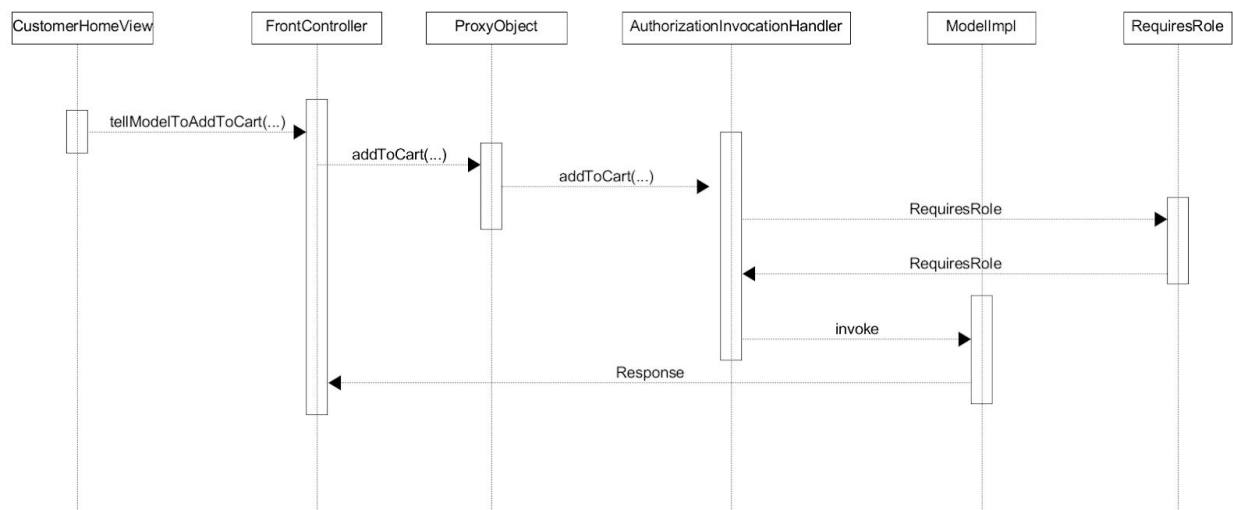 CustomerHomeView
FrontController
ProxyObject
AuthorizationInvocationHandler
ModelImpl
RequiresRole
tellModelToAddToCart(...)
addToCart(...)
addToCart(...)
RequiresRole
RequiresRole
invoke
Response